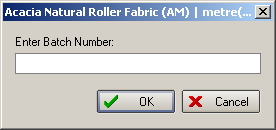 Acacia Natural Roller Fabric (AM) | metre(...
Enter Batch Number:
OK
Cancel